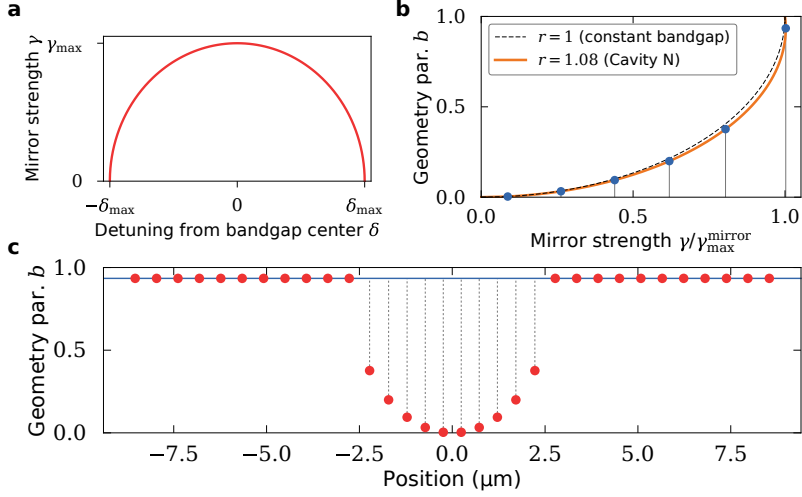 a
Mirror strength γ
γmax
0
−δmax
0
δmax
Detuning from bandgap center δ
b
Geometry par. b
1.0
0.5
0.0
r = 1 (constant bandgap)
r = 1.08 (Cavity N)
0.0
0.5
1.0
Mirror strength γ/γ_max^mirror
c
Geometry par. b
1.0
0.5
0.0
−7.5
−5.0
−2.5
0.0
2.5
5.0
7.5
Position (μm)